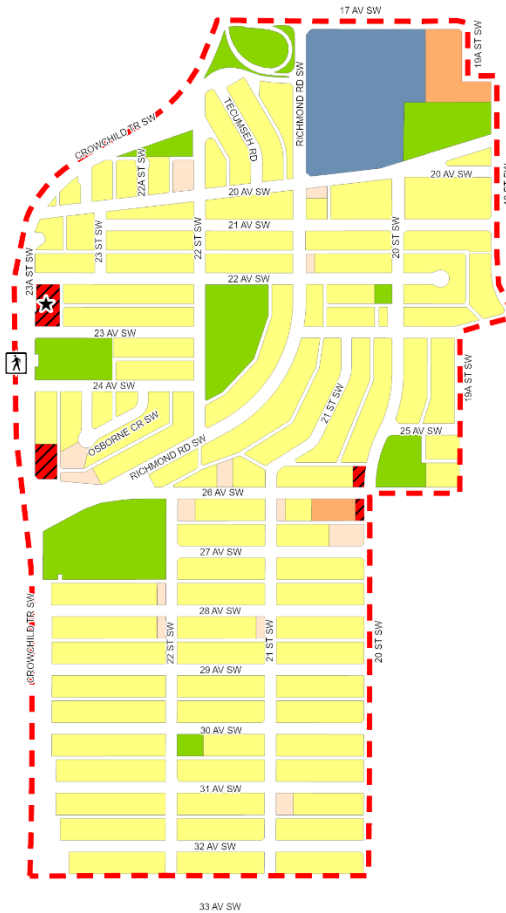 17 AV SW
19A ST SW
CROWCHILD TR SW
TECUMSEH RD
RICHMOND RD SW
22A ST SW
20 AV SW
20 AV SW
21 AV SW
23 ST SW
22 ST SW
20 ST SW
23A ST SW
22 AV SW
23 AV SW
24 AV SW
19A ST SW
21 ST SW
OSBORNE CR SW
RICHMOND RD SW
25 AV SW
26 AV SW
27 AV SW
CROWCHILD TR SW
28 AV SW
22 ST SW
21 ST SW
20 ST SW
29 AV SW
30 AV SW
31 AV SW
32 AV SW
33 AV SW